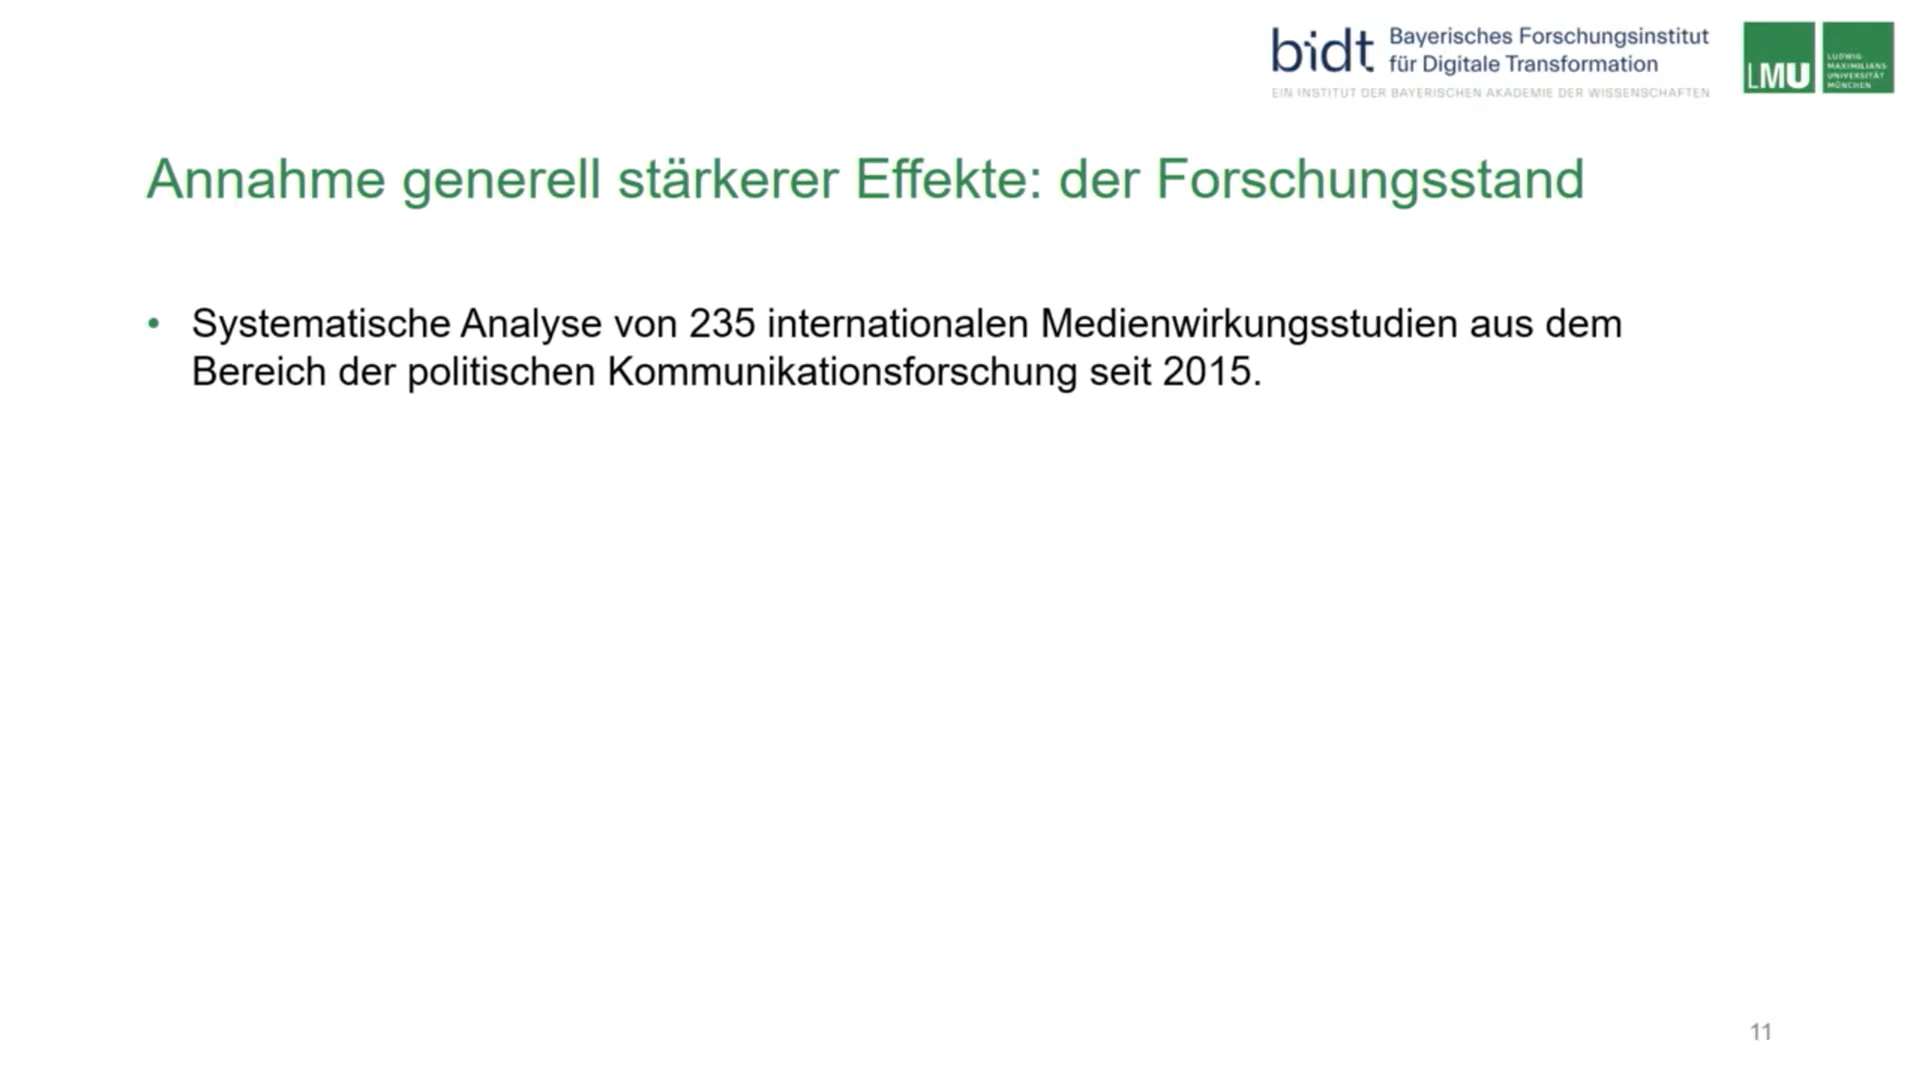 bidt Bayerisches Forschungsinstitut
für Digitale Transformation
EIN INSTITUT DER BAYERISCHEN AKADEMIE DER WISSENSCHAFTEN
LMU
LUDWIG-
MAXIMILIANS-
UNIVERSITÄT
MÜNCHEN
Annahme generell stärkerer Effekte: der Forschungsstand
• Systematische Analyse von 235 internationalen Medienwirkungsstudien aus dem
Bereich der politischen Kommunikationsforschung seit 2015.
11